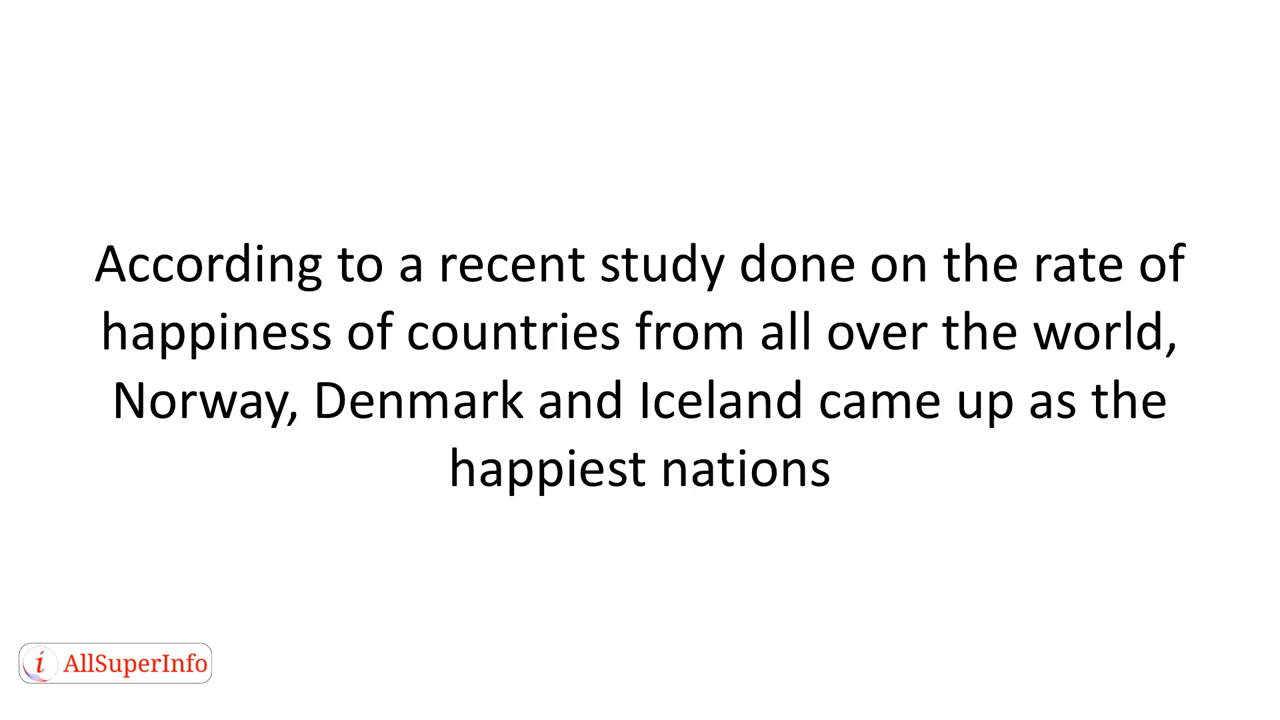 According to a recent study done on the rate of
happiness of countries from all over the world,
Norway, Denmark and Iceland came up as the
happiest nations
i AllSuperInfo